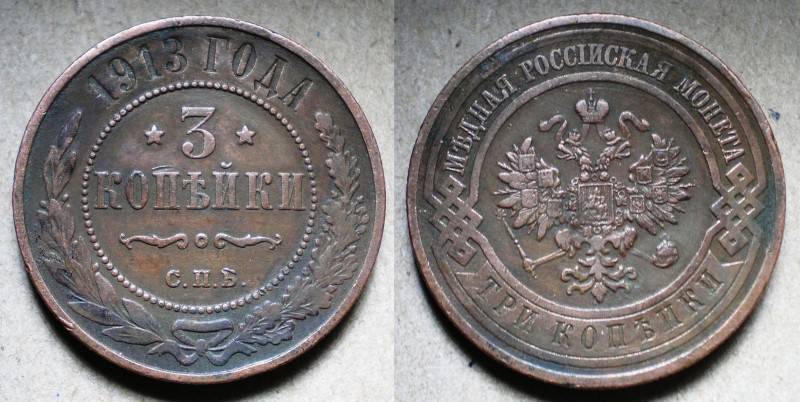 1913 ГОДА
3
КОПѢЙКИ
С.П.Б.
МѢДНАЯ РОССІЙСКАЯ МОНЕТА
ТРИ КОПѢЙКИ